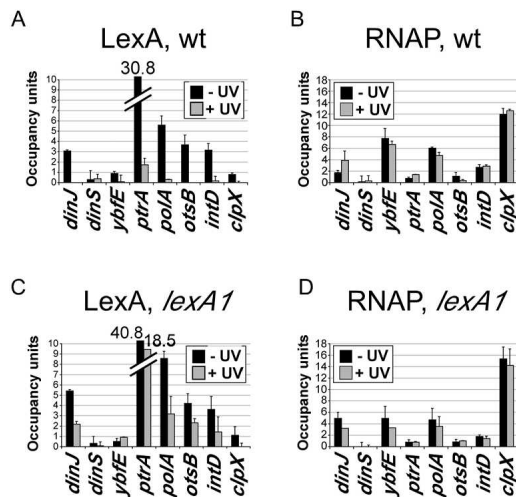 A
LexA, wt
30.8
Occupancy units
10
9
8
7
6
5
4
3
2
1
0
- UV
+ UV
dinJ
dinS
ybfE
ptrA
polA
otsB
intD
clpX
B
RNAP, wt
Occupancy units
18
16
14
12
10
8
6
4
2
0
- UV
+ UV
dinJ
dinS
ybfE
ptrA
polA
otsB
intD
clpX
C
LexA, lexA1
40.8
18.5
Occupancy units
10
9
8
7
6
5
4
3
2
1
0
- UV
+ UV
dinJ
dinS
ybfE
ptrA
polA
otsB
intD
clpX
D
RNAP, lexA1
Occupancy units
18
16
14
12
10
8
6
4
2
0
- UV
+ UV
dinJ
dinS
ybfE
ptrA
polA
otsB
intD
clpX